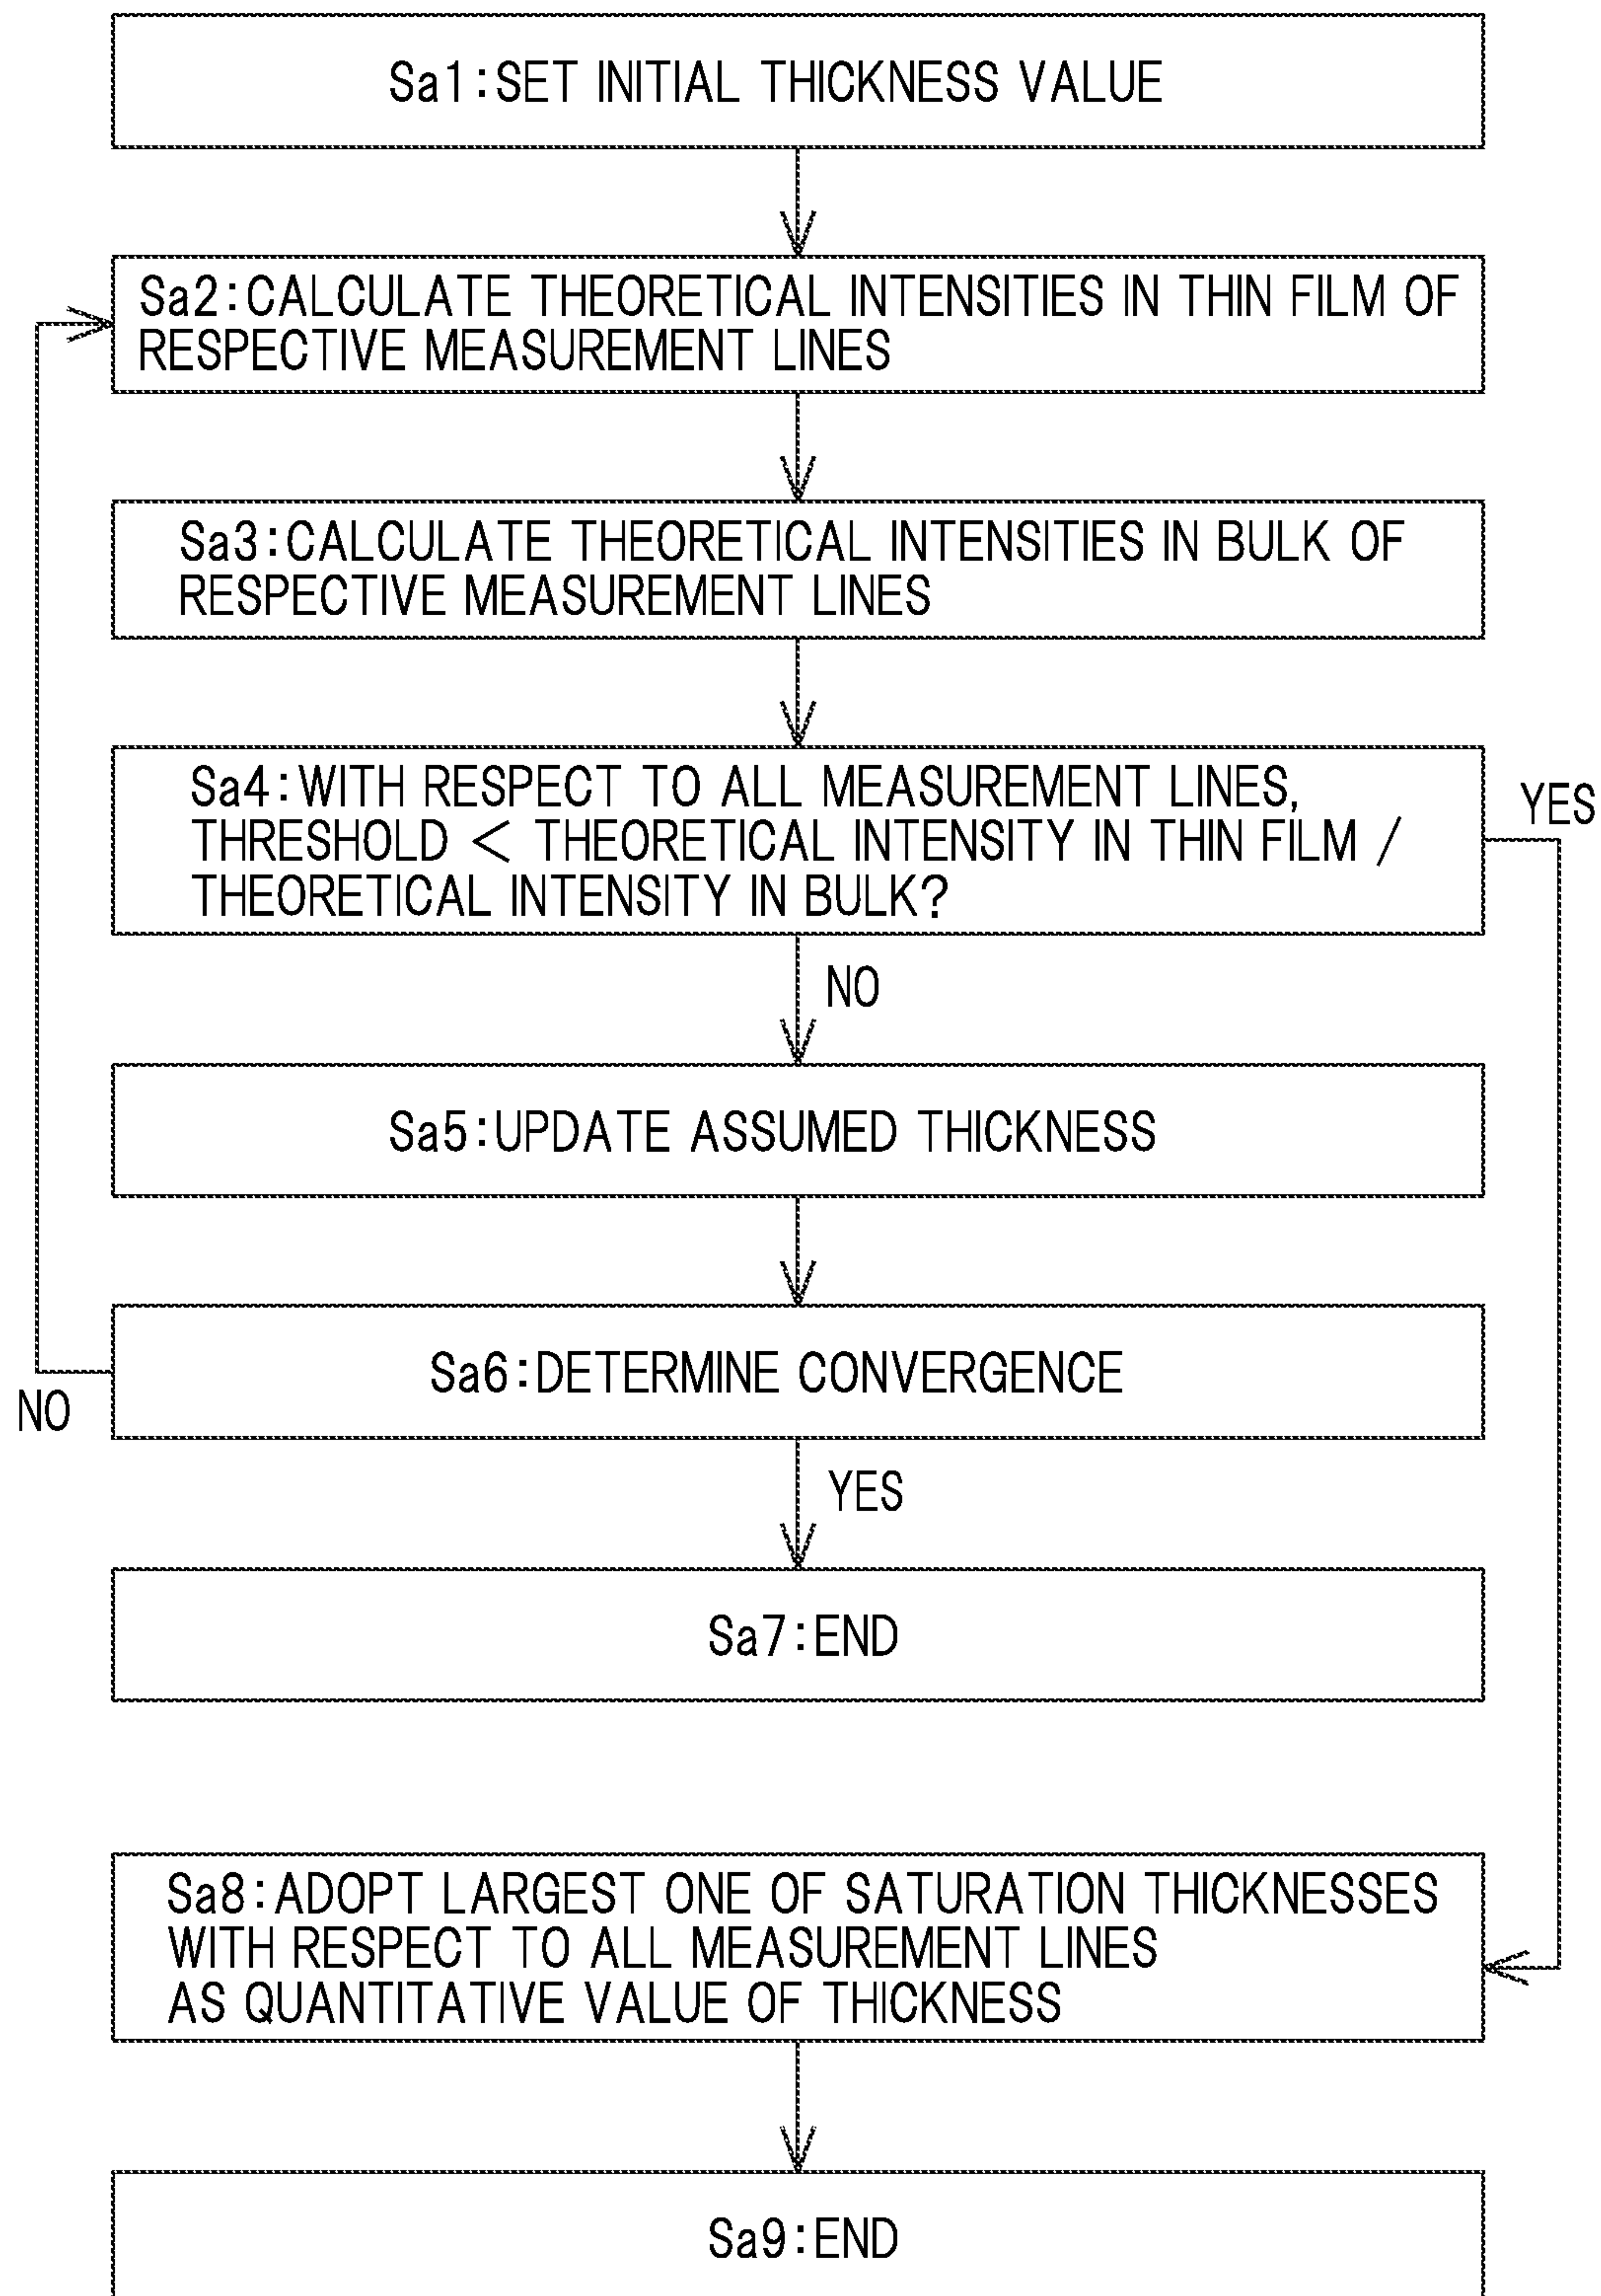 Sa1:SET INITIAL THICKNESS VALUE
Sa2:CALCULATE THEORETICAL INTENSITIES IN THIN FILM OF
RESPECTIVE MEASUREMENT LINES
Sa3:CALCULATE THEORETICAL INTENSITIES IN BULK OF
RESPECTIVE MEASUREMENT LINES
Sa4:WITH RESPECT TO ALL MEASUREMENT LINES,
THRESHOLD < THEORETICAL INTENSITY IN THIN FILM /
THEORETICAL INTENSITY IN BULK?
YES
NO
Sa5:UPDATE ASSUMED THICKNESS
Sa6:DETERMINE CONVERGENCE
NO
YES
Sa7:END
Sa8:ADOPT LARGEST ONE OF SATURATION THICKNESSES
WITH RESPECT TO ALL MEASUREMENT LINES
AS QUANTITATIVE VALUE OF THICKNESS
Sa9:END